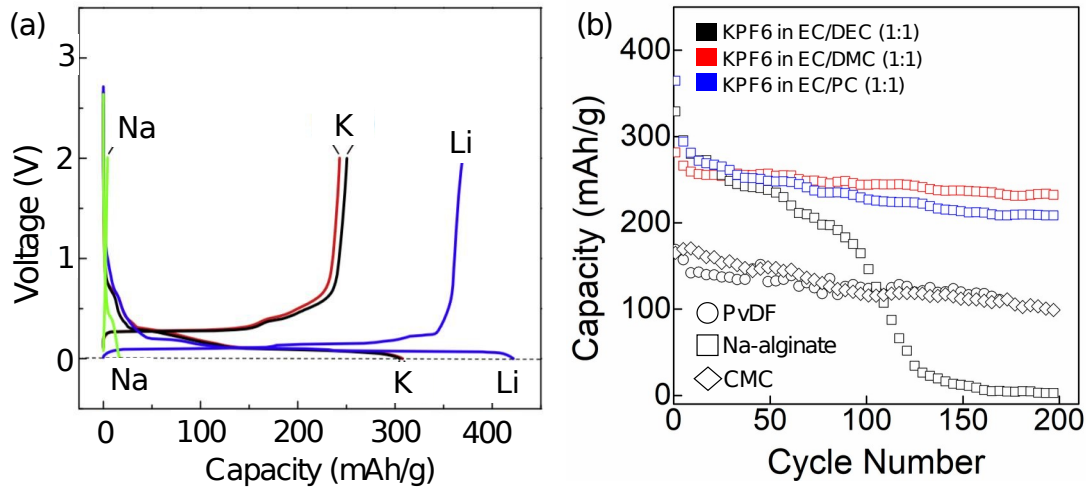 (a)
3
2
1
0
Voltage (V)
Na
K
Li
Na
K
Li
0
100
200
300
400
Capacity (mAh/g)
(b)
KPF6 in EC/DEC (1:1)
KPF6 in EC/DMC (1:1)
KPF6 in EC/PC (1:1)
400
300
200
100
0
Capacity (mAh/g)
PvDF
Na-alginate
CMC
0
50
100
150
200
Cycle Number